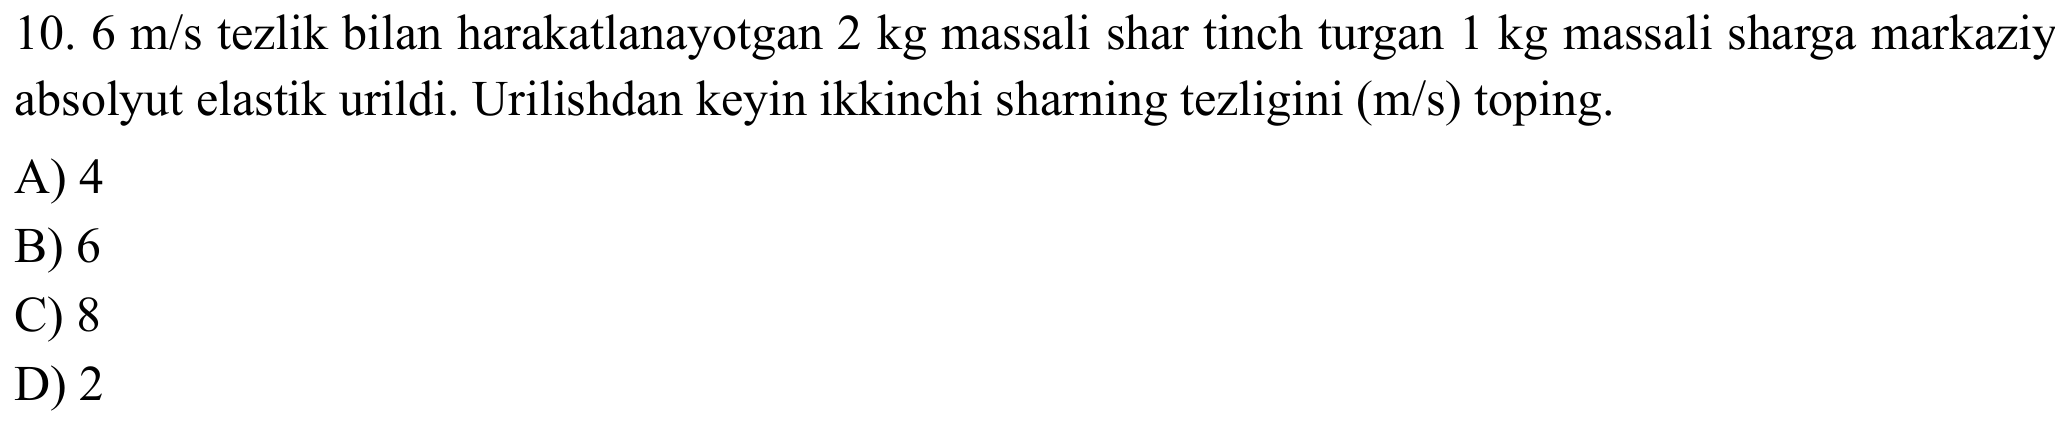 10. 6 m/s tezlik bilan harakatlanayotgan 2 kg massali shar tinch turgan 1 kg massali sharga markaziy
absolyut elastik urildi. Urilishdan keyin ikkinchi sharning tezligini (m/s) toping.
A) 4
B) 6
C) 8
D) 2